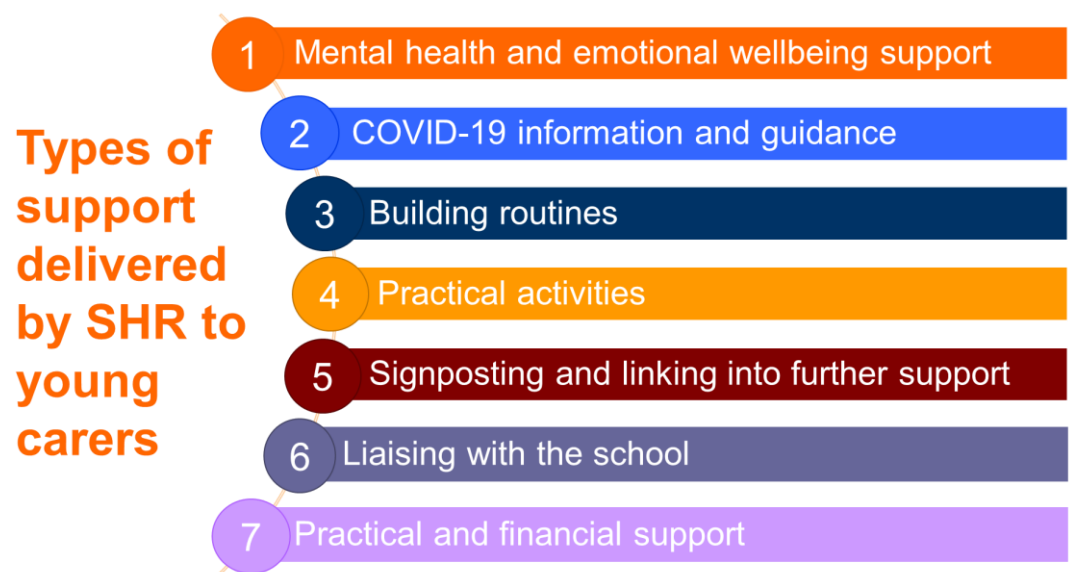 Types of
support
delivered
by SHR to
young
carers
1 Mental health and emotional wellbeing support
2 COVID-19 information and guidance
3 Building routines
4 Practical activities
5 Signposting and linking into further support
6 Liaising with the school
7 Practical and financial support